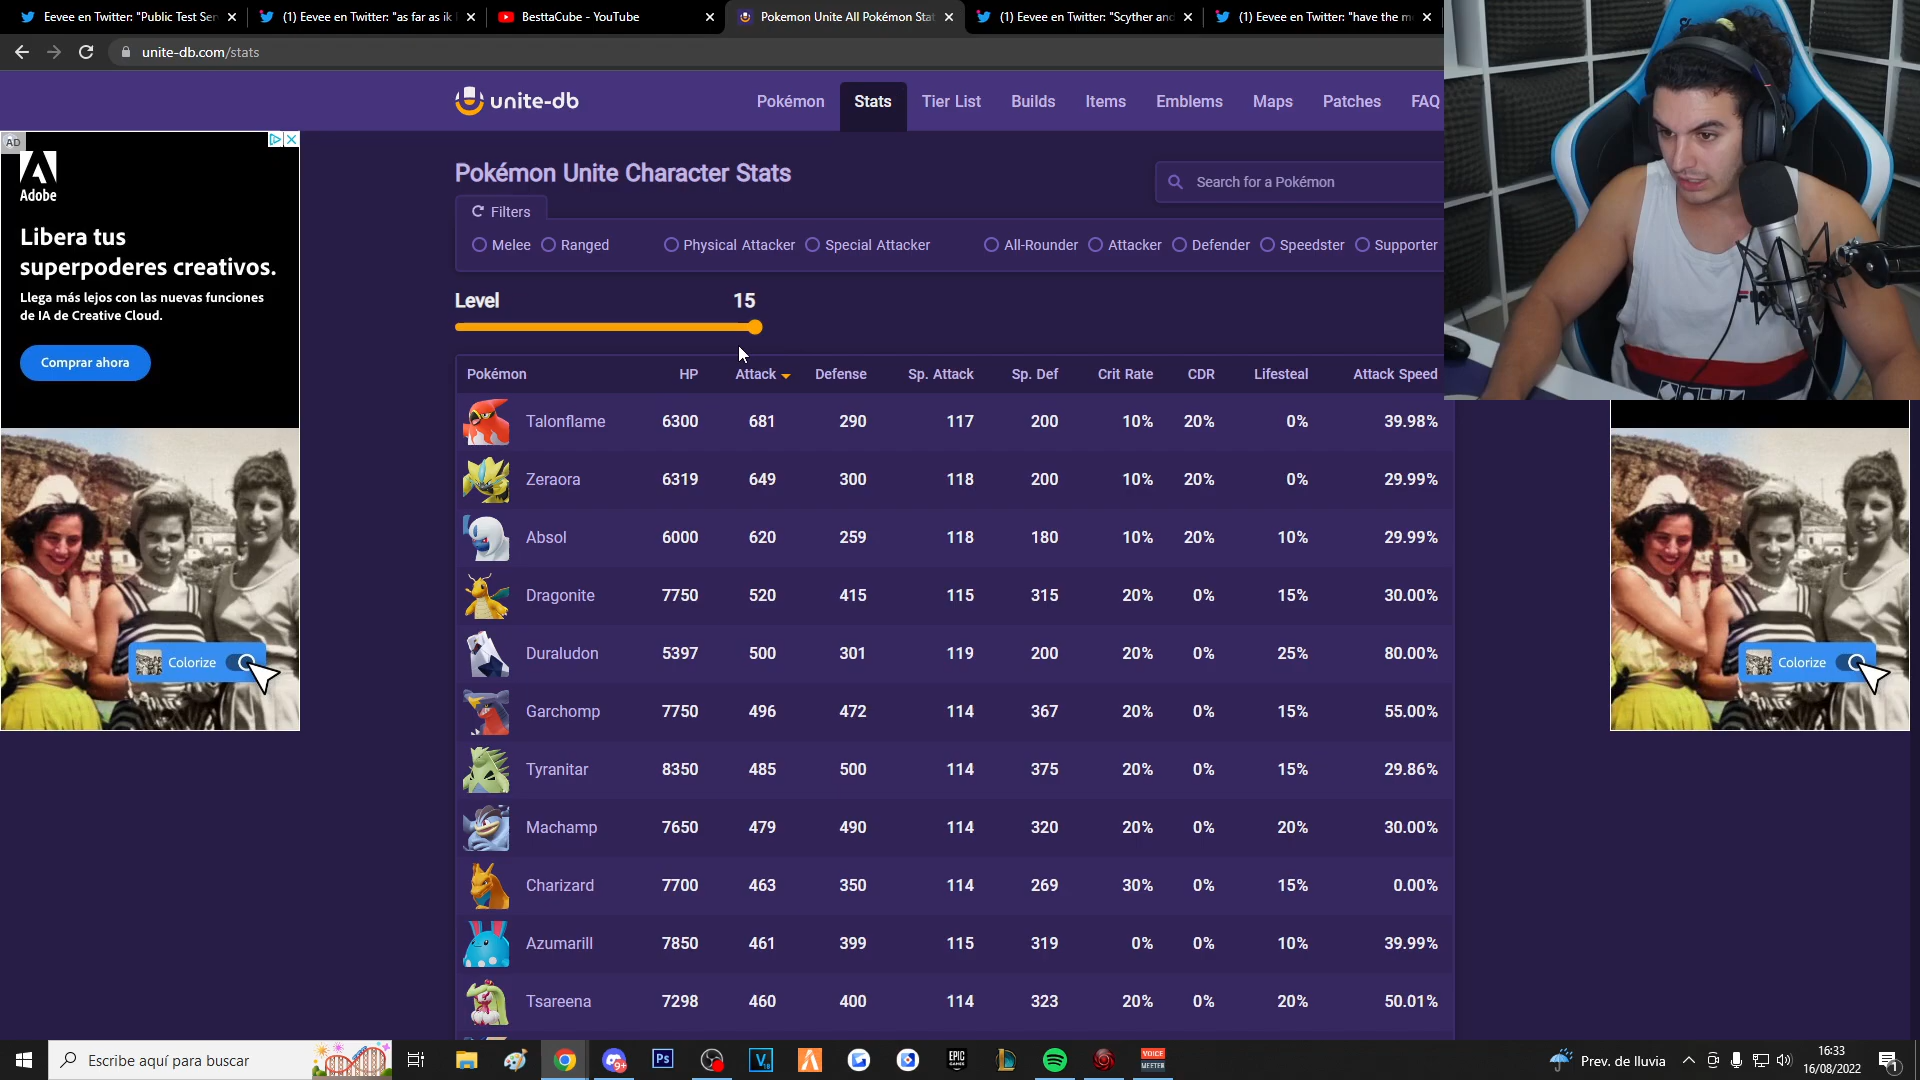 Eevee en Twitter: "Public Test Ser
(1) Eevee en Twitter: "as far as ik
BesttaCube - YouTube
Pokemon Unite All Pokémon Stat
(1) Eevee en Twitter: "Scyther and
(1) Eevee en Twitter: "have the m
unite-db.com/stats
unite-db
Pokémon
Stats
Tier List
Builds
Items
Emblems
Maps
Patches
FAQ
AD
Adobe
Libera tus
superpoderes creativos.
Llega más lejos con las nuevas funciones
de IA de Creative Cloud.
Comprar ahora
Colorize
Pokémon Unite Character Stats
Search for a Pokémon
Filters
Melee Ranged Physical Attacker Special Attacker All-Rounder Attacker Defender Speedster Supporter
Level 15
Pokémon HP Attack Defense Sp. Attack Sp. Def Crit Rate CDR Lifesteal Attack Speed
Talonflame 6300 681 290 117 200 10% 20% 0% 39.98%
Zeraora 6319 649 300 118 200 10% 20% 0% 29.99%
Absol 6000 620 259 118 180 10% 20% 10% 29.99%
Dragonite 7750 520 415 115 315 20% 0% 15% 30.00%
Duraludon 5397 500 301 119 200 20% 0% 25% 80.00%
Garchomp 7750 496 472 114 367 20% 0% 15% 55.00%
Tyranitar 8350 485 500 114 375 20% 0% 15% 29.86%
Machamp 7650 479 490 114 320 20% 0% 20% 30.00%
Charizard 7700 463 350 114 269 30% 0% 15% 0.00%
Azumarill 7850 461 399 115 319 0% 0% 10% 39.99%
Tsareena 7298 460 400 114 323 20% 0% 20% 50.01%
Colorize
Escribe aquí para buscar
9+
Ps
EPIC
GAMES
VOICE
MEETER
Prev. de lluvia
16:33
16/08/2022
1